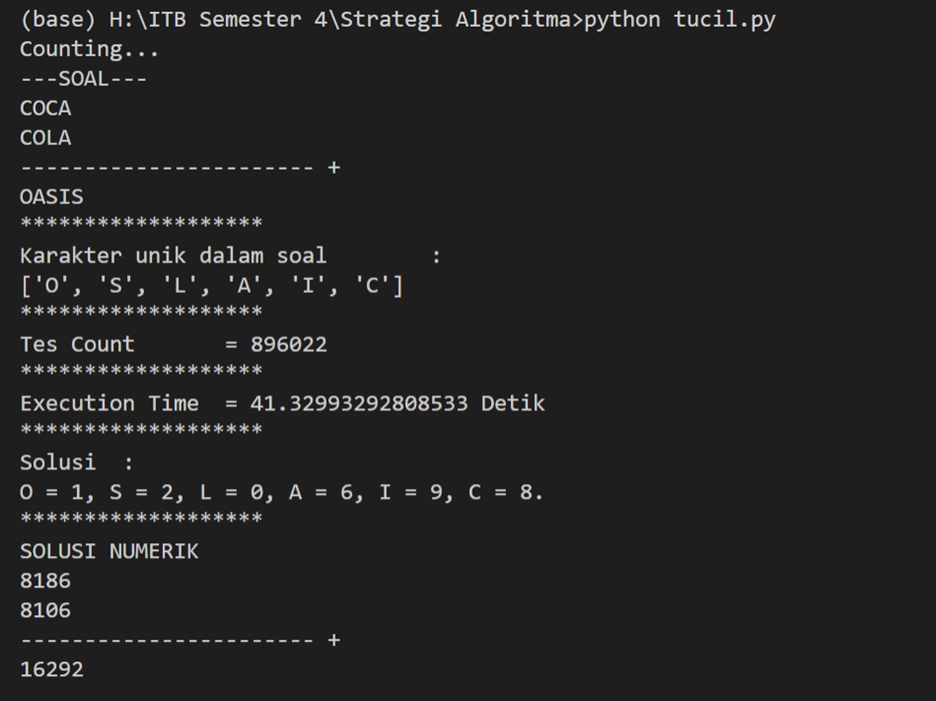 (base) H:\ITB Semester 4\Strategi Algoritma>python tucil.py
Counting...
---SOAL---
COCA
COLA
----------------------- +
OASIS
*******************
Karakter unik dalam soal        :
['O', 'S', 'L', 'A', 'I', 'C']
*******************
Tes Count       = 896022
*******************
Execution Time  = 41.32993292808533 Detik
*******************
Solusi  :
O = 1, S = 2, L = 0, A = 6, I = 9, C = 8.
*******************
SOLUSI NUMERIK
8186
8106
----------------------- +
16292